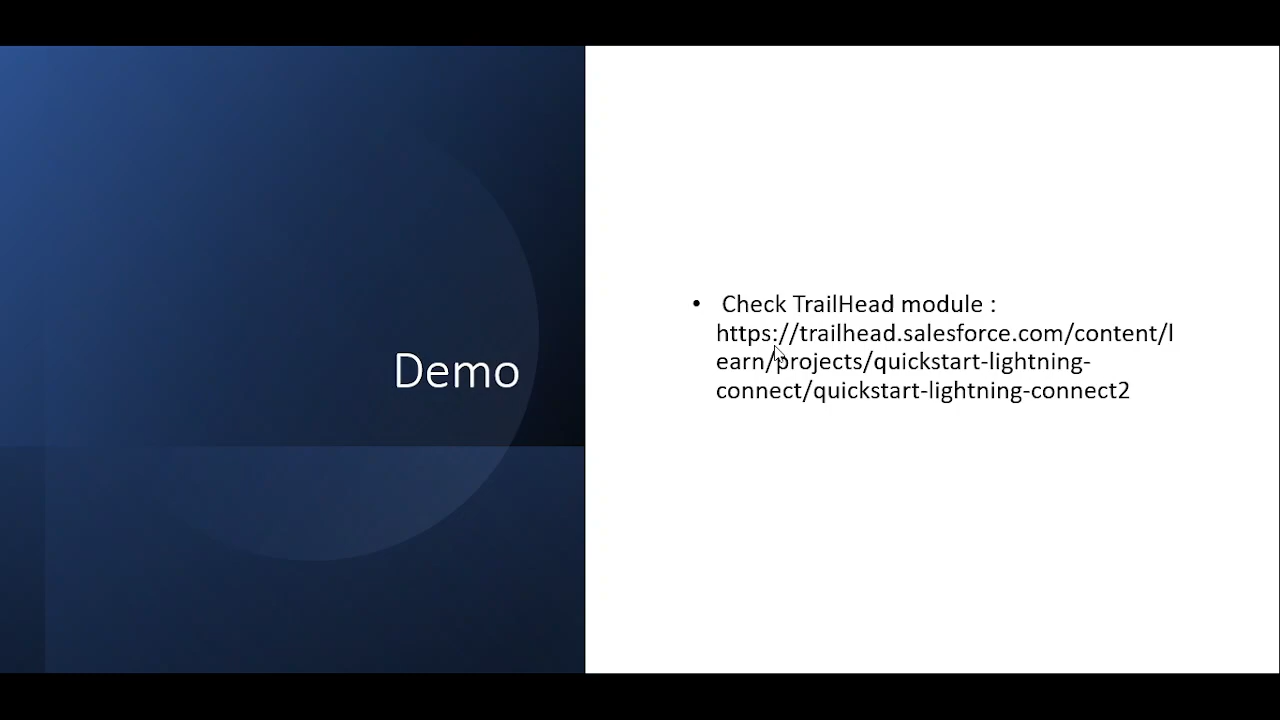 Demo
• Check TrailHead module :
https://trailhead.salesforce.com/content/l
earn/projects/quickstart-lightning-
connect/quickstart-lightning-connect2